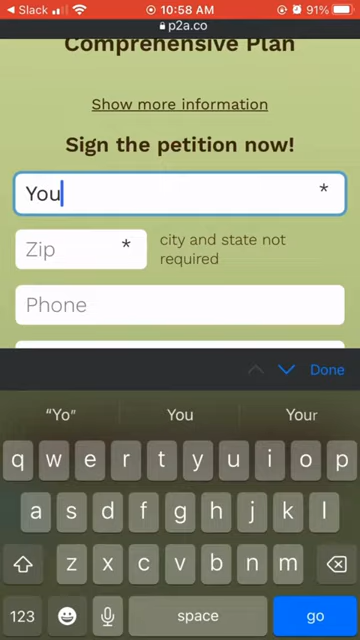 Slack
10:58 AM
91%
p2a.co
Comprehensive Plan
Show more information
Sign the petition now!
You *
Zip *
city and state not
required
Phone
Done
"Yo" You Your
q w e r t y u i o p
a s d f g h j k l
z x c v b n m
123 space go